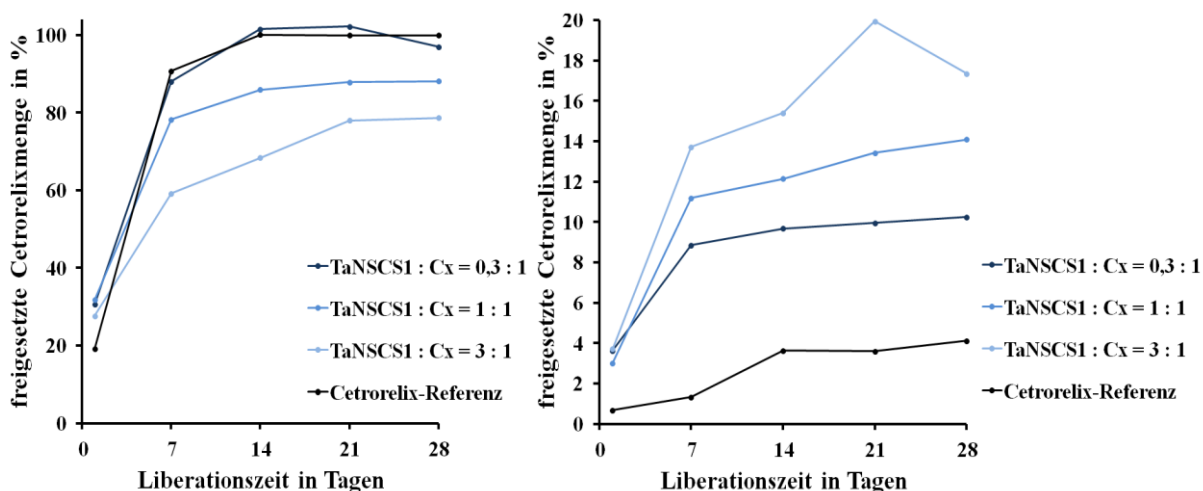 freigesetzte Cetrorelixmenge in %
100
80
60
40
20
0
0
7
14
21
28
Liberationszeit in Tagen
TaNSCS1 : Cx = 0,3 : 1
TaNSCS1 : Cx = 1 : 1
TaNSCS1 : Cx = 3 : 1
Cetrorelix-Referenz
freigesetzte Cetrorelixmenge in %
20
18
16
14
12
10
8
6
4
2
0
0
7
14
21
28
Liberationszeit in Tagen
TaNSCS1 : Cx = 0,3 : 1
TaNSCS1 : Cx = 1 : 1
TaNSCS1 : Cx = 3 : 1
Cetrorelix-Referenz